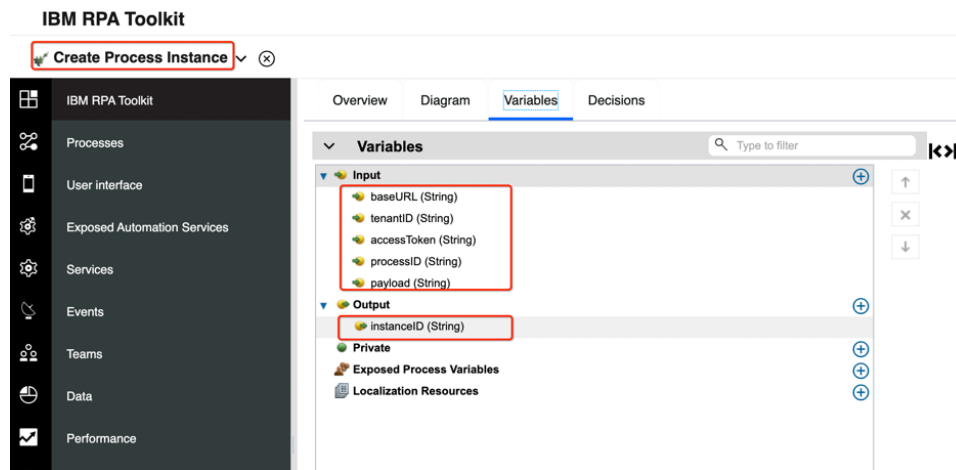 IBM RPA Toolkit
Create Process Instance
IBM RPA Toolkit
Processes
User interface
Exposed Automation Services
Services
Events
Teams
Data
Performance
Overview Diagram Variables Decisions
Variables
Type to filter
Input
baseURL (String)
tenantID (String)
accessToken (String)
processID (String)
payload (String)
Output
instanceID (String)
Private
Exposed Process Variables
Localization Resources